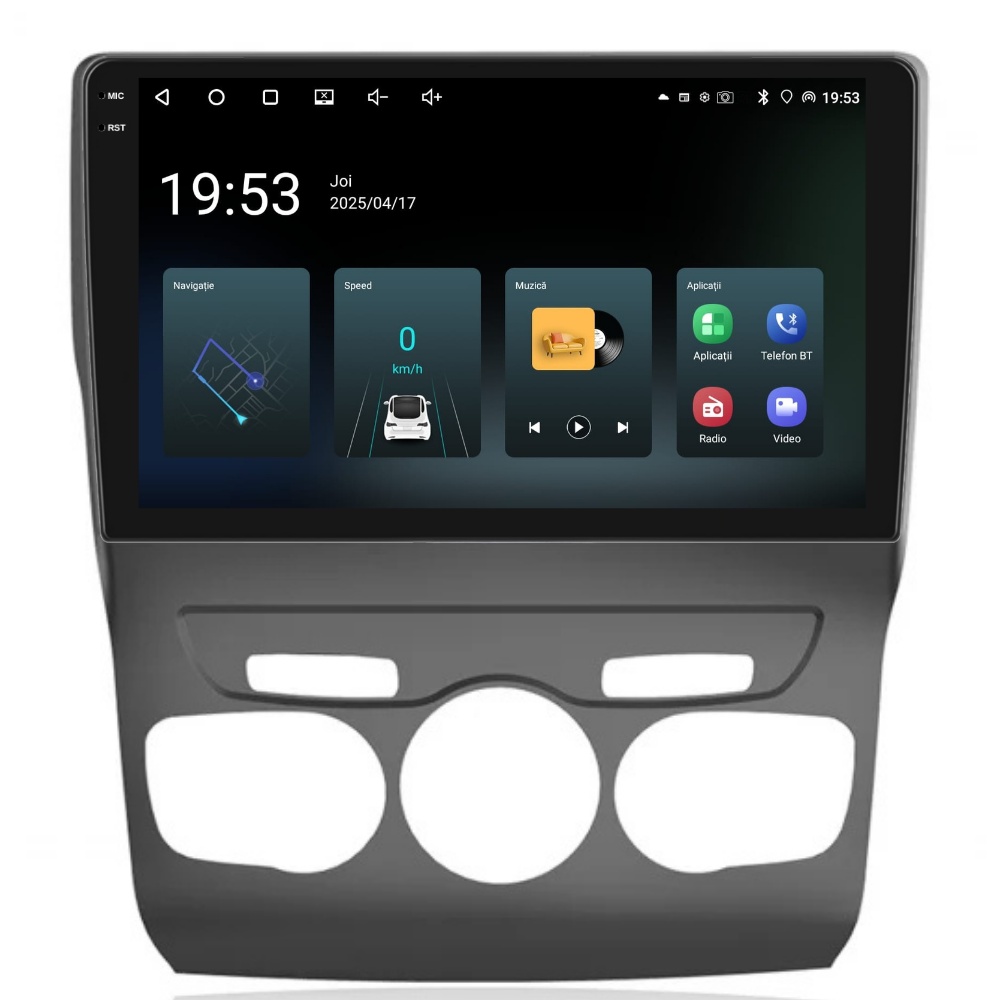 MIC
RST
19:53
19:53
Joi
2025/04/17
Navigație
Speed
0
km/h
Muzică
Aplicații
Aplicații
Telefon BT
Radio
Video